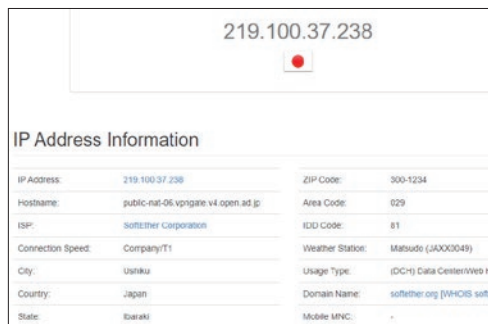 219.100.37.238
IP Address Information
IP Address: 219.100.37.238 ZIP Code: 300-1234
Hostname: public-nat-06.vpngate.v4.open.ad.jp Area Code: 029
ISP: SoftEther Corporation IDD Code: 81
Connection Speed: Company/T1 Weather Station: Matsudo (JAXX0049)
City: Ushiku Usage Type: (DCH) Data Center/Web
Country: Japan Domain Name: softether.org [WHOIS
State: Ibaraki Mobile MNC: -